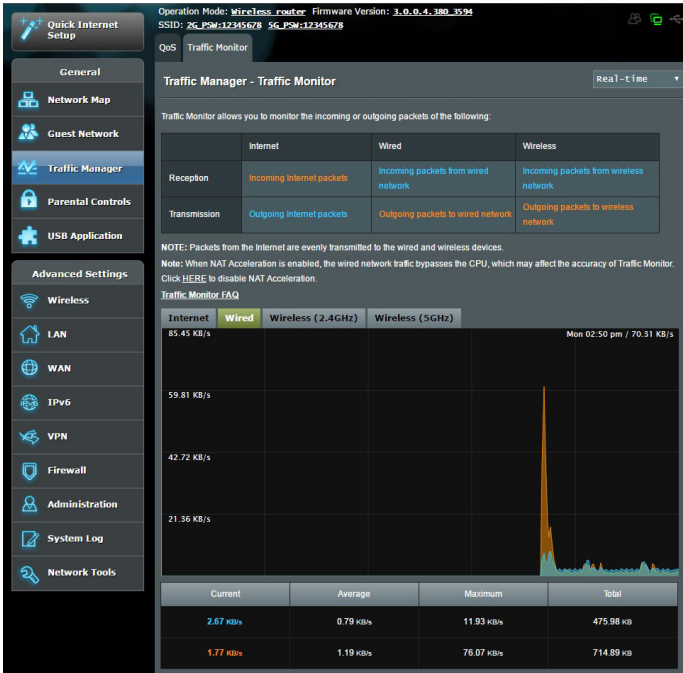 Quick Internet
Setup
General
Network Map
Guest Network
Traffic Manager
Parental Controls
USB Application
Advanced Settings
Wireless
LAN
WAN
IPv6
VPN
Firewall
Administration
System Log
Network Tools
Operation Mode: Wireless router Firmware Version: 3.0.0.4.380_3594
SSID: 2G_PSW:12345678 5G_PSW:12345678
QoS Traffic Monitor
Traffic Manager - Traffic Monitor
Real-time
Traffic Monitor allows you to monitor the incoming or outgoing packets of the following:
Internet Wired Wireless
Reception Incoming Internet packets Incoming packets from wired network Incoming packets from wireless network
Transmission Outgoing Internet packets Outgoing packets to wired network Outgoing packets to wireless network
NOTE: Packets from the Internet are evenly transmitted to the wired and wireless devices.
Note: When NAT Acceleration is enabled, the wired network traffic bypasses the CPU, which may affect the accuracy of Traffic Monitor.
Click HERE to disable NAT Acceleration.
Traffic Monitor FAQ
Internet Wired Wireless (2.4GHz) Wireless (5GHz)
85.45 KB/s Mon 02:50 pm / 70.31 KB/s
59.81 KB/s
42.72 KB/s
21.36 KB/s
Current Average Maximum Total
2.67 KB/s 0.79 KB/s 11.93 KB/s 475.98 KB
1.77 KB/s 1.19 KB/s 76.07 KB/s 714.89 KB